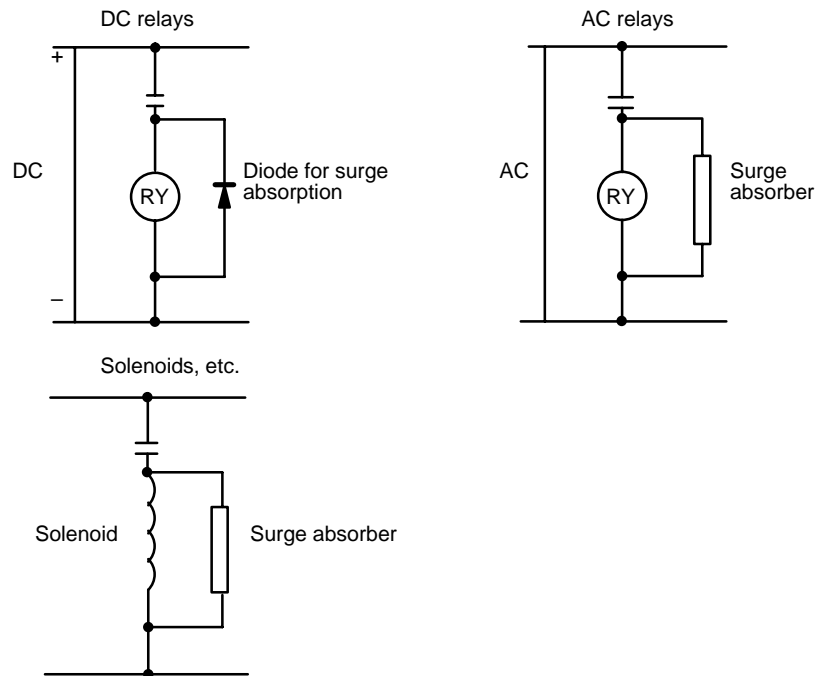 DC relays
AC relays
+
DC
RY
Diode for surge
absorption
–
AC
RY
Surge
absorber
Solenoids, etc.
Solenoid
Surge absorber